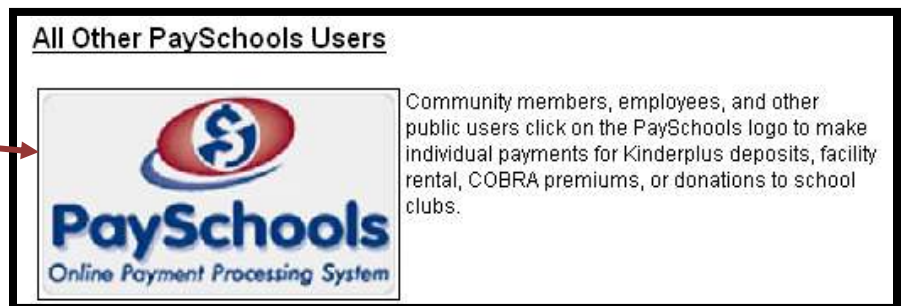 All Other PaySchools Users
Community members, employees, and other
public users click on the PaySchools logo to make
individual payments for Kinderplus deposits, facility
rental, COBRA premiums, or donations to school
clubs.
PaySchools
Online Payment Processing System